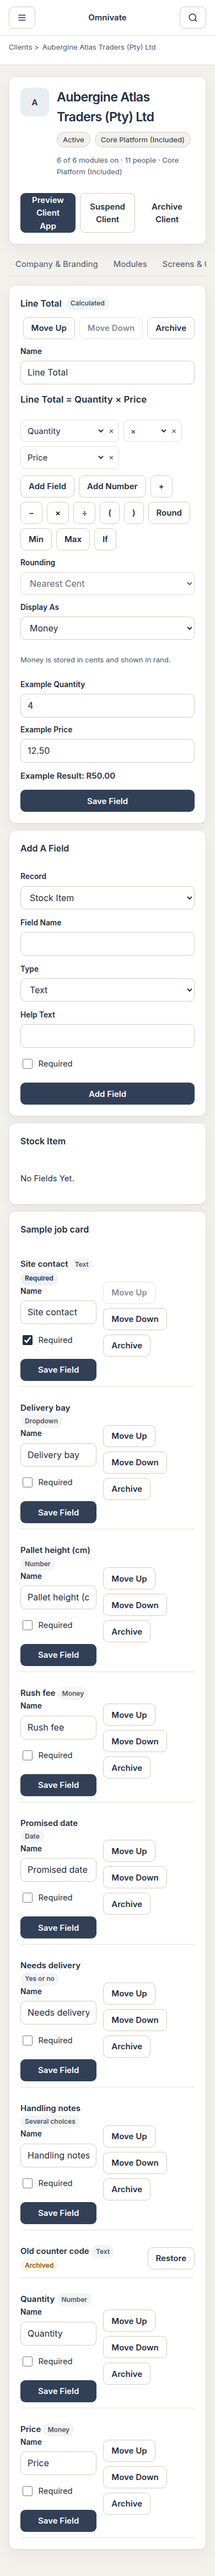 Omnivate
Clients > Aubergine Atlas Traders (Pty) Ltd
A
Aubergine Atlas
Traders (Pty) Ltd
Active
Core Platform (Included)
6 of 6 modules on · 11 people · Core
Platform (Included)
Preview
Client
App
Suspend
Client
Archive
Client
Company & Branding
Modules
Screens &
Line Total Calculated
Move Up
Move Down
Archive
Name
Line Total
Line Total = Quantity × Price
Quantity ×
× ×
Price ×
Add Field
Add Number
+
−
×
÷
(
)
Round
Min
Max
If
Rounding
Nearest Cent
Display As
Money
Money is stored in cents and shown in rand.
Example Quantity
4
Example Price
12.50
Example Result: R50.00
Save Field
Add A Field
Record
Stock Item
Field Name
Type
Text
Help Text
Required
Add Field
Stock Item
No Fields Yet.
Sample job card
Site contact Text
Required
Name
Site contact
Required
Save Field
Move Up
Move Down
Archive
Delivery bay
Dropdown
Name
Delivery bay
Required
Save Field
Move Up
Move Down
Archive
Pallet height (cm)
Number
Name
Pallet height (c
Required
Save Field
Move Up
Move Down
Archive
Rush fee Money
Name
Rush fee
Required
Save Field
Move Up
Move Down
Archive
Promised date
Date
Name
Promised date
Required
Save Field
Move Up
Move Down
Archive
Needs delivery
Yes or no
Name
Needs delivery
Required
Save Field
Move Up
Move Down
Archive
Handling notes
Several choices
Name
Handling notes
Required
Save Field
Move Up
Move Down
Archive
Old counter code Text
Archived
Restore
Quantity Number
Name
Quantity
Required
Save Field
Move Up
Move Down
Archive
Price Money
Name
Price
Required
Save Field
Move Up
Move Down
Archive